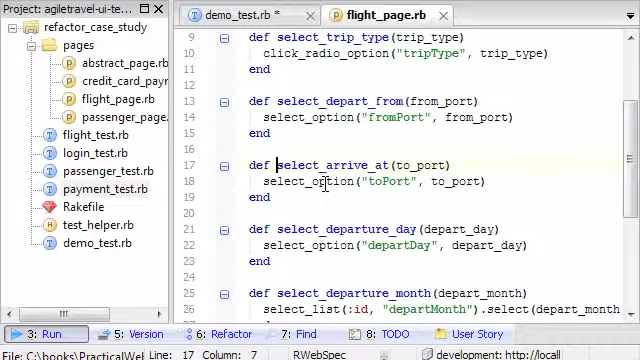 Project: agiletravel-ui-te...
refactor_case_study
pages
abstract_page.rb
credit_card_payn
flight_page.rb
passenger_page.
flight_test.rb
login_test.rb
passenger_test.rb
payment_test.rb
Rakefile
test_helper.rb
demo_test.rb
demo_test.rb *
flight_page.rb
9 def select_trip_type(trip_type)
10 click_radio_option("tripType", trip_type)
11 end
12
13 def select_depart_from(from_port)
14 select_option("fromPort", from_port)
15 end
16
17 def select_arrive_at(to_port)
18 select_option("toPort", to_port)
19 end
20
21 def select_departure_day(depart_day)
22 select_option("departDay", depart_day)
23 end
24
25 def select_departure_month(depart_month)
26 select_list(:id, "departMonth").select(depart_month
3: Run
5: Version
6: Refactor
7: Find
8: TODO
User Story
Path: C:\books\PracticalWel
Line: 17 Column: 7
RWebSpec
development: http://local